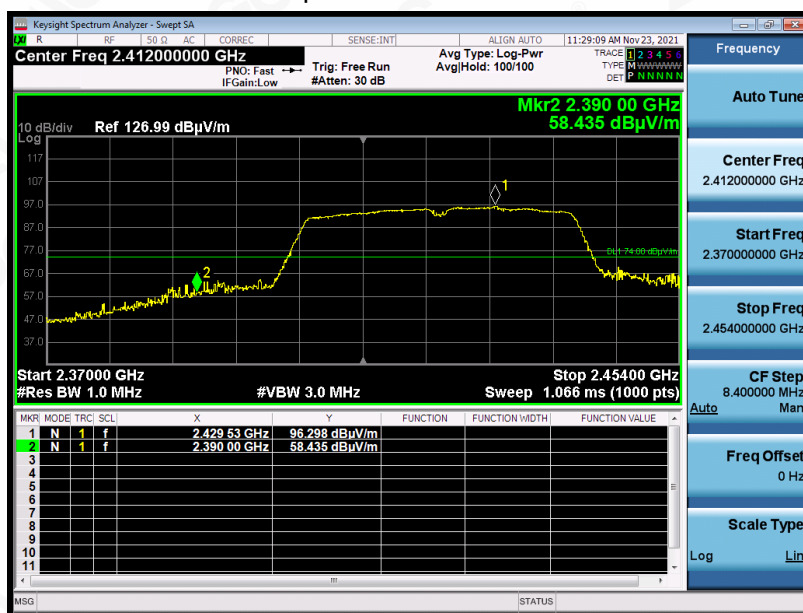 Keysight Spectrum Analyzer - Swept SA
LXI R RF 50 Ω AC CORREC SENSE:INT ALIGN AUTO 11:29:09 AM Nov 23, 2021
Center Freq 2.412000000 GHz
PNO: Fast
IFGain:Low
Trig: Free Run
#Atten: 30 dB
Avg Type: Log-Pwr
Avg|Hold: 100/100
TRACE 1 2 3 4 5 6
TYPE M WWWWW
DET P N N N N N
Mkr2 2.390 00 GHz
58.435 dBµV/m
10 dB/div Ref 126.99 dBµV/m
Log
117
107
97.0
87.0
77.0
67.0
57.0
47.0
37.0
1
2
DL1 74.00 dBµV/m
Start 2.37000 GHz Stop 2.45400 GHz
#Res BW 1.0 MHz #VBW 3.0 MHz Sweep 1.066 ms (1000 pts)
MKR MODE TRC SCL X Y FUNCTION FUNCTION WIDTH FUNCTION VALUE
1 N 1 f 2.429 53 GHz 96.298 dBµV/m
2 N 1 f 2.390 00 GHz 58.435 dBµV/m
3
4
5
6
7
8
9
10
11
MSG STATUS
Frequency
Auto Tune
Center Freq
2.412000000 GHz
Start Freq
2.370000000 GHz
Stop Freq
2.454000000 GHz
CF Step
8.400000 MHz
Auto Man
Freq Offset
0 Hz
Scale Type
Log Lin